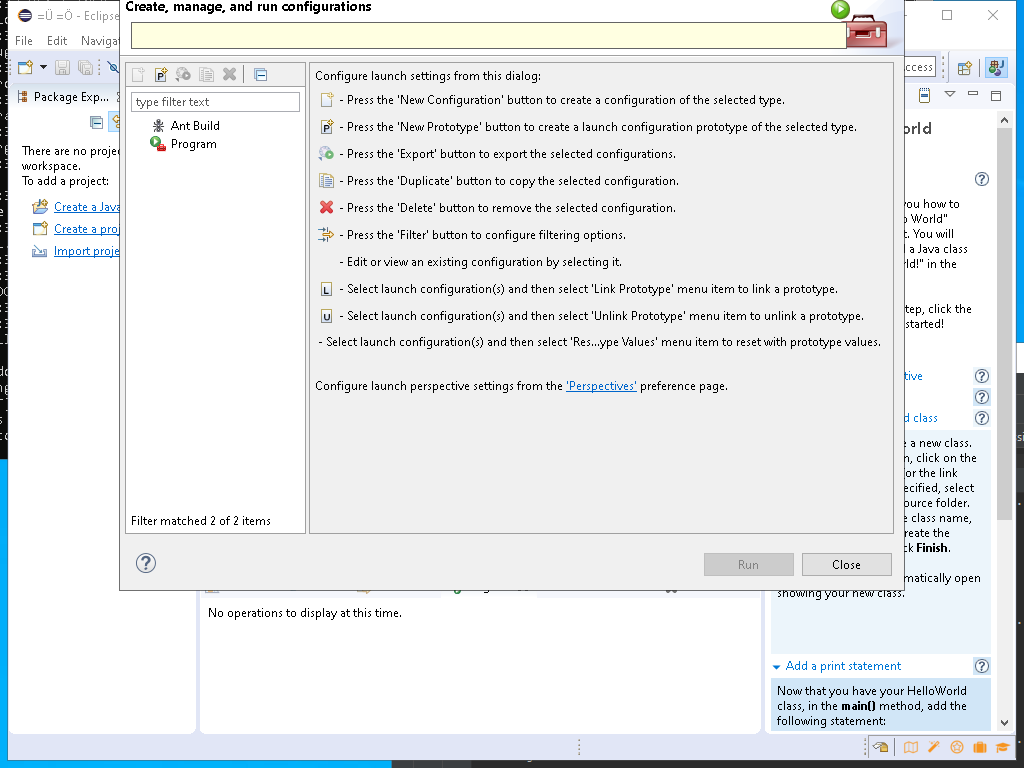 Create, manage, and run configurations
=Ü =Ö - Eclipse
File Edit Naviga
ccess
Package Exp...
type filter text
Ant Build
Program
Filter matched 2 of 2 items
There are no proje
workspace.
To add a project:
Create a Java
Create a proj
Import proje
Configure launch settings from this dialog:
- Press the 'New Configuration' button to create a configuration of the selected type.
- Press the 'New Prototype' button to create a launch configuration prototype of the selected type.
- Press the 'Export' button to export the selected configurations.
- Press the 'Duplicate' button to copy the selected configuration.
- Press the 'Delete' button to remove the selected configuration.
- Press the 'Filter' button to configure filtering options.
- Edit or view an existing configuration by selecting it.
- Select launch configuration(s) and then select 'Link Prototype' menu item to link a prototype.
- Select launch configuration(s) and then select 'Unlink Prototype' menu item to unlink a prototype.
- Select launch configuration(s) and then select 'Res...ype Values' menu item to reset with prototype values.
Configure launch perspective settings from the 'Perspectives' preference page.
Run
Close
No operations to display at this time.
orld
you how to
o World"
t. You will
l a Java class
rld!" in the
tep, click the
started!
tive
d class
e a new class.
n, click on the
or the link
ecified, select
ource folder.
e class name,
reate the
ck Finish.
matically open
showing your new class.
Add a print statement
Now that you have your HelloWorld
class, in the main() method, add the
following statement: